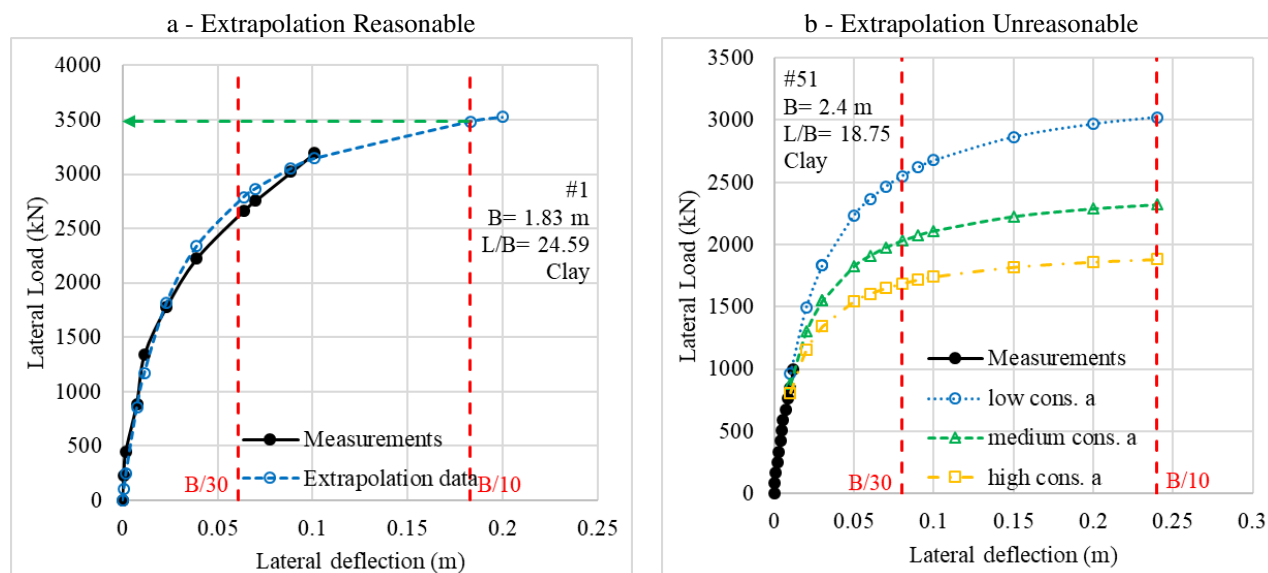 a - Extrapolation Reasonable
4000
3500
3000
2500
2000
1500
1000
500
0
Lateral Load (kN)
#1
B= 1.83 m
L/B= 24.59
Clay
Measurements
Extrapolation data
B/30
B/10
0
0.05
0.1
0.15
0.2
0.25
Lateral deflection (m)
b - Extrapolation Unreasonable
3500
3000
2500
2000
1500
1000
500
0
Lateral Load (kN)
#51
B= 2.4 m
L/B= 18.75
Clay
Measurements
low cons. a
medium cons. a
high cons. a
B/30
B/10
0
0.05
0.1
0.15
0.2
0.25
0.3
Lateral deflection (m)